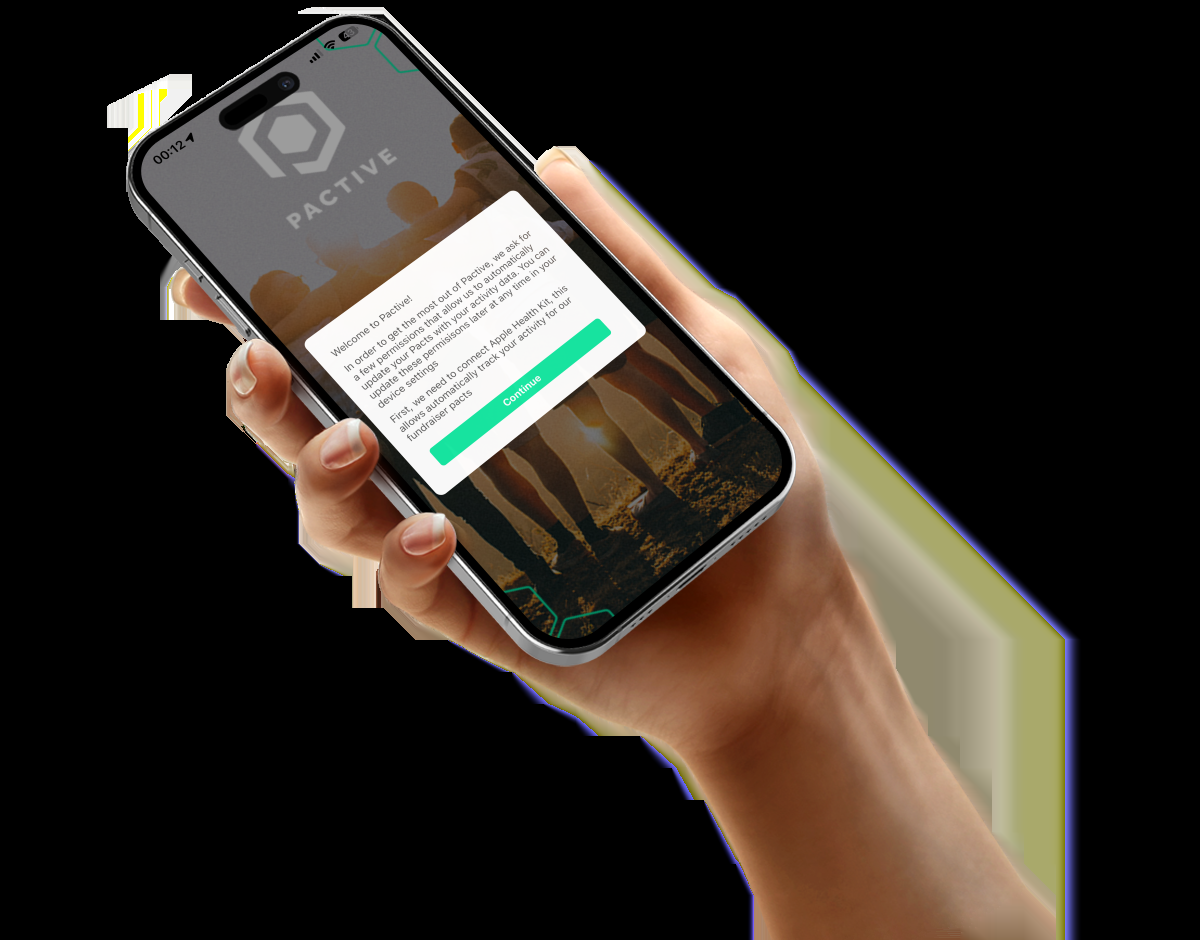 00:12
PACTIVE
Welcome to Pactive!
In order to get the most out of Pactive, we ask for
a few permissions that allow us to automatically
update your Pacts with your activity data. You can
update these permisisons later at any time in your
device settings
First, we need to connect Apple Health Kit, this
allows automatically track your activity for our
fundraiser pacts
Continue